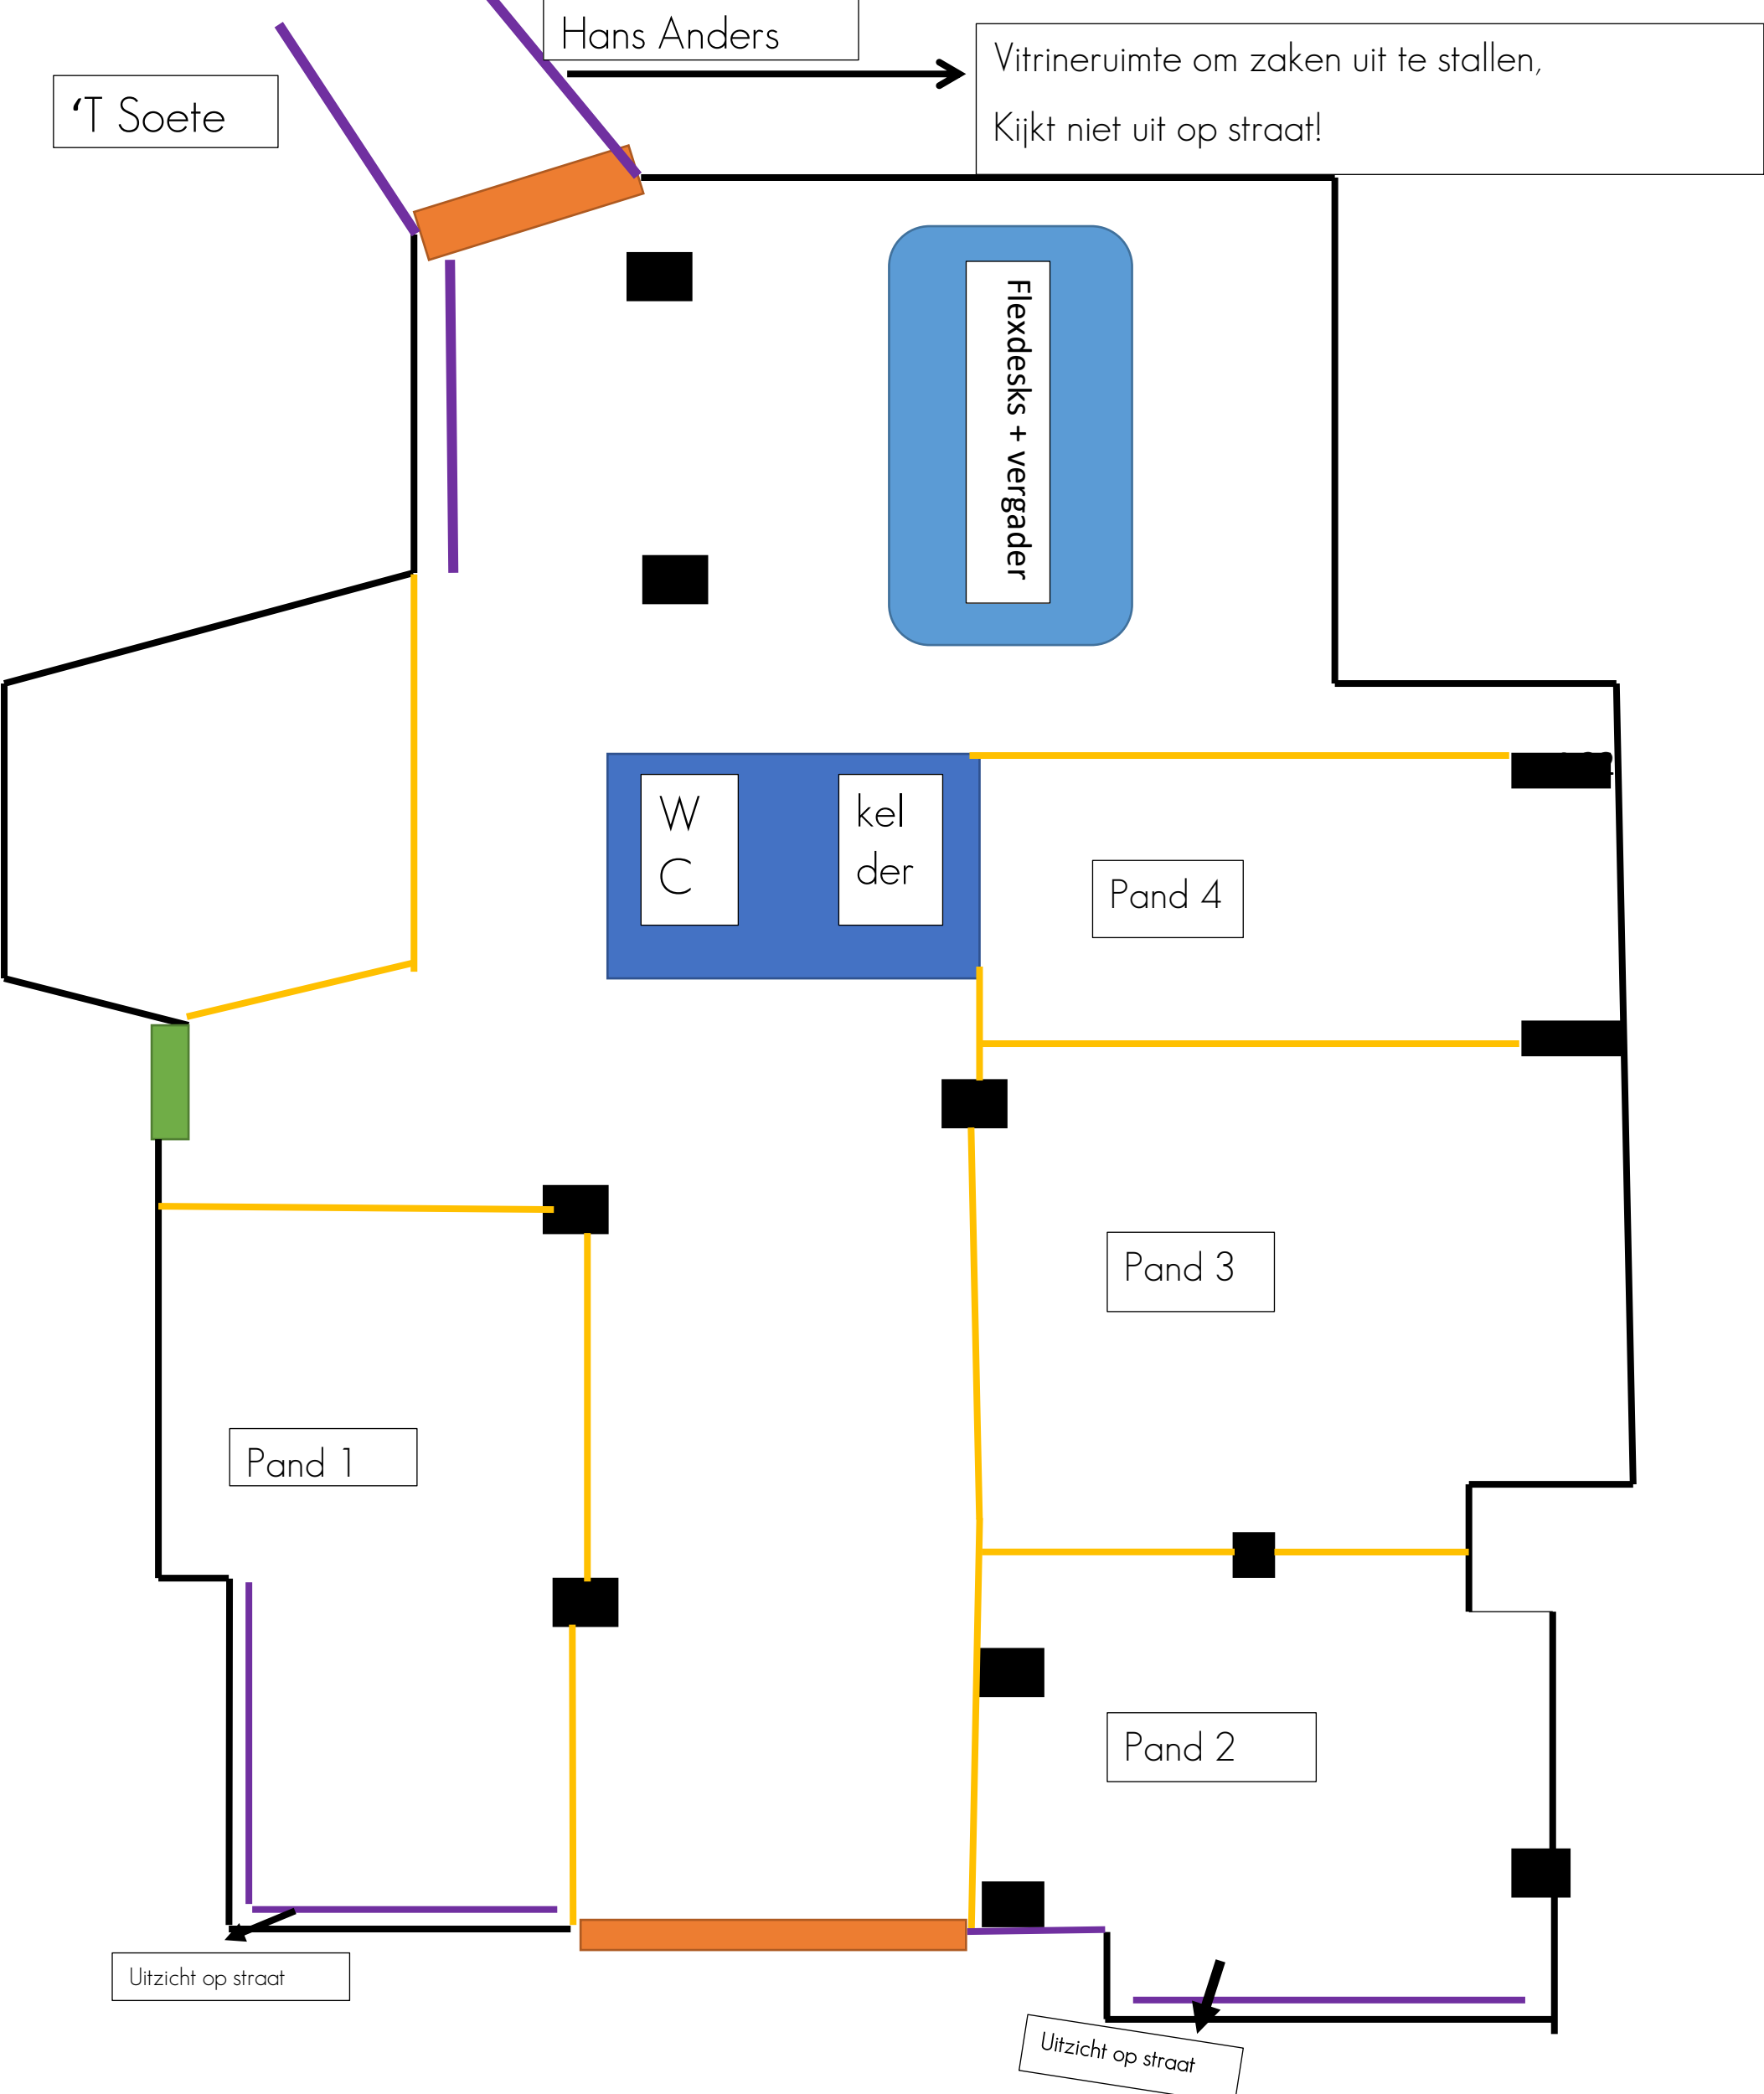 Hans Anders
'T Soete
Vitrineruimte om zaken uit te stallen,
Kijkt niet uit op straat!
Flexdesks + vergader
W
C
kel
der
Pand 4
Pand 3
Pand 1
Pand 2
Uitzicht op straat
Uitzicht op straat